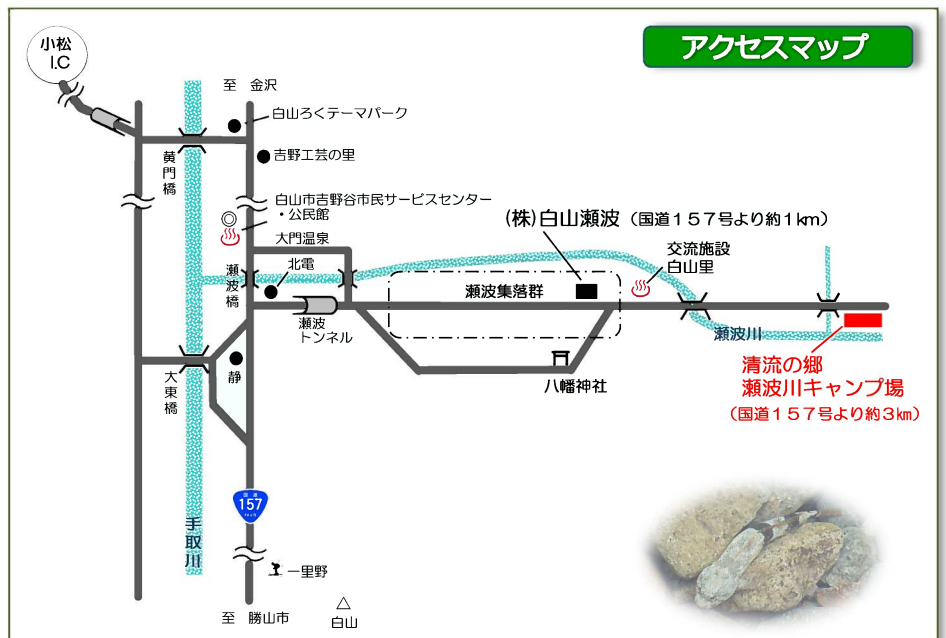 アクセスマップ
小松
I.C
至 金沢
白山ろくテーマパーク
吉野工芸の里
黄門橋
白山市吉野谷市民サービスセンター
・公民館
大門温泉
(株)白山瀬波(国道157号より約1km)
交流施設
白山里
瀬波橋
北電
瀬波集落群
瀬波
トンネル
瀬波川
大東橋
静
八幡神社
清流の郷
瀬波川キャンプ場
(国道157号より約3km)
国道
157
手取川
一里野
至 勝山市
白山